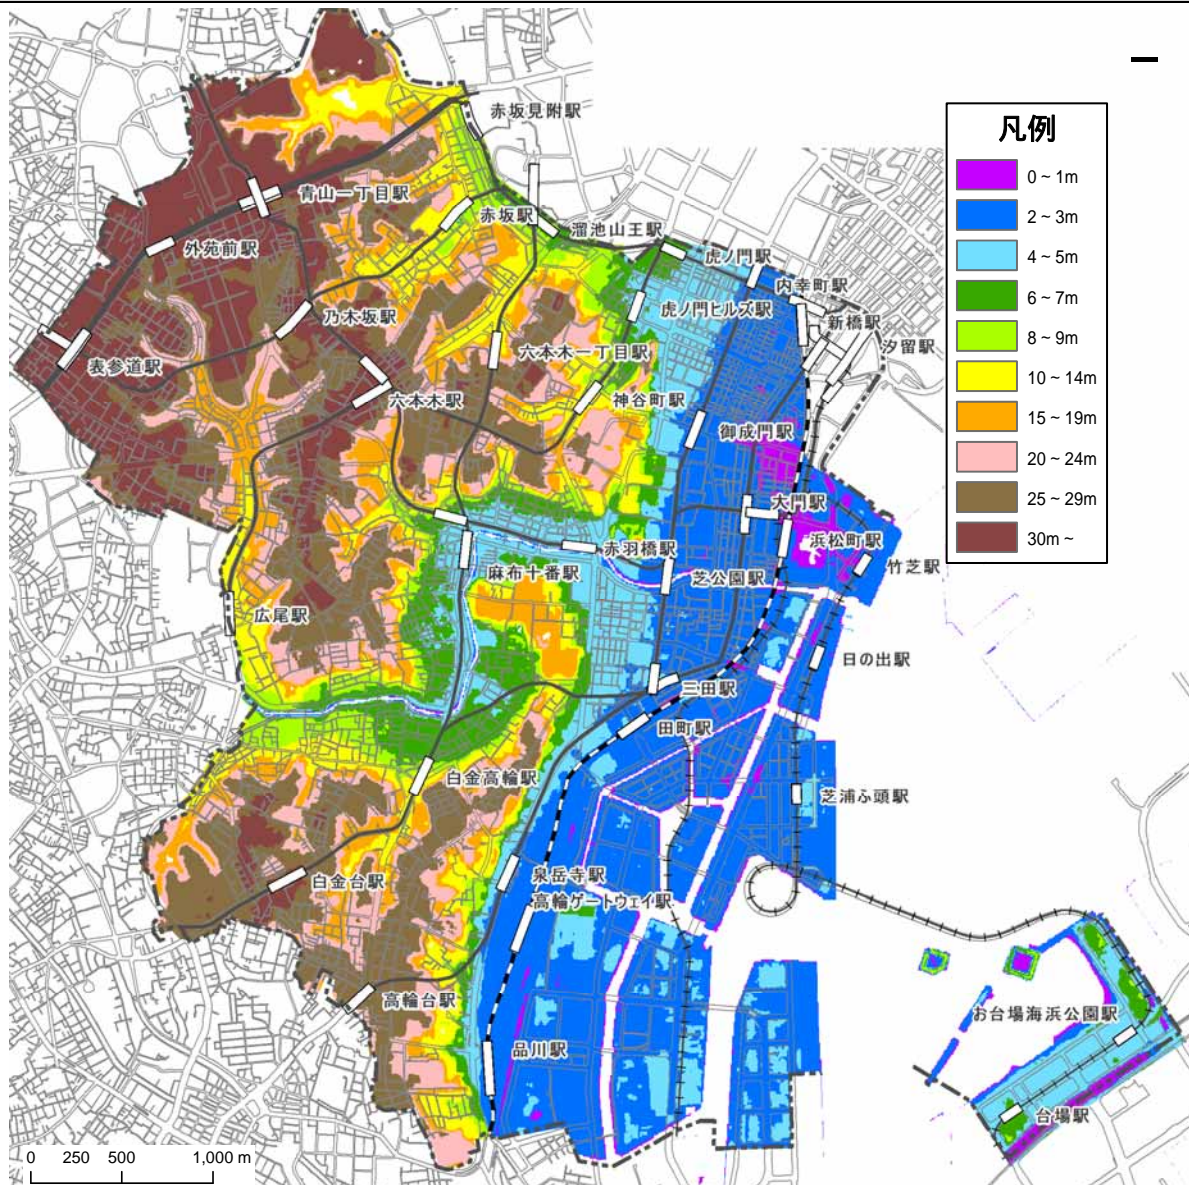 凡例
0 ~ 1m
2 ~ 3m
4 ~ 5m
6 ~ 7m
8 ~ 9m
10 ~ 14m
15 ~ 19m
20 ~ 24m
25 ~ 29m
30m ~
赤坂見附駅
青山一丁目駅
赤坂駅
溜池山王駅
外苑前駅
虎ノ門駅
内幸町駅
虎ノ門ヒルズ駅
乃木坂駅
新橋駅
汐留駅
六本木一丁目駅
表参道駅
六本木駅
神谷町駅
御成門駅
大門駅
浜松町駅
赤羽橋駅
竹芝駅
麻布十番駅
芝公園駅
広尾駅
日の出駅
三田駅
田町駅
白金高輪駅
芝浦ふ頭駅
白金台駅
泉岳寺駅
高輪ゲートウェイ駅
高輪台駅
お台場海浜公園駅
品川駅
台場駅
0 250 500 1,000 m